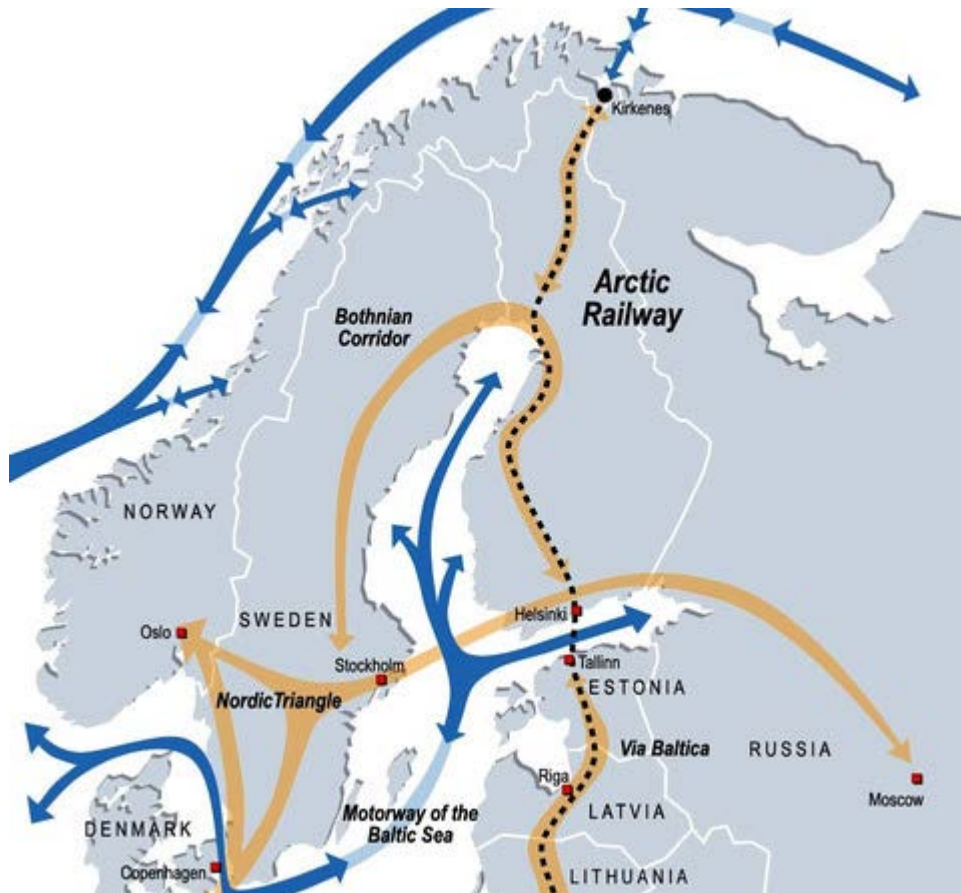 Kirkenes
Arctic
Railway
Bothnian
Corridor
NORWAY
SWEDEN
Helsinki
Oslo
Stockholm
Tallinn
ESTONIA
NordicTriangle
Via Baltica
RUSSIA
Riga
Moscow
Motorway of the
Baltic Sea
LATVIA
DENMARK
Copenhagen
LITHUANIA